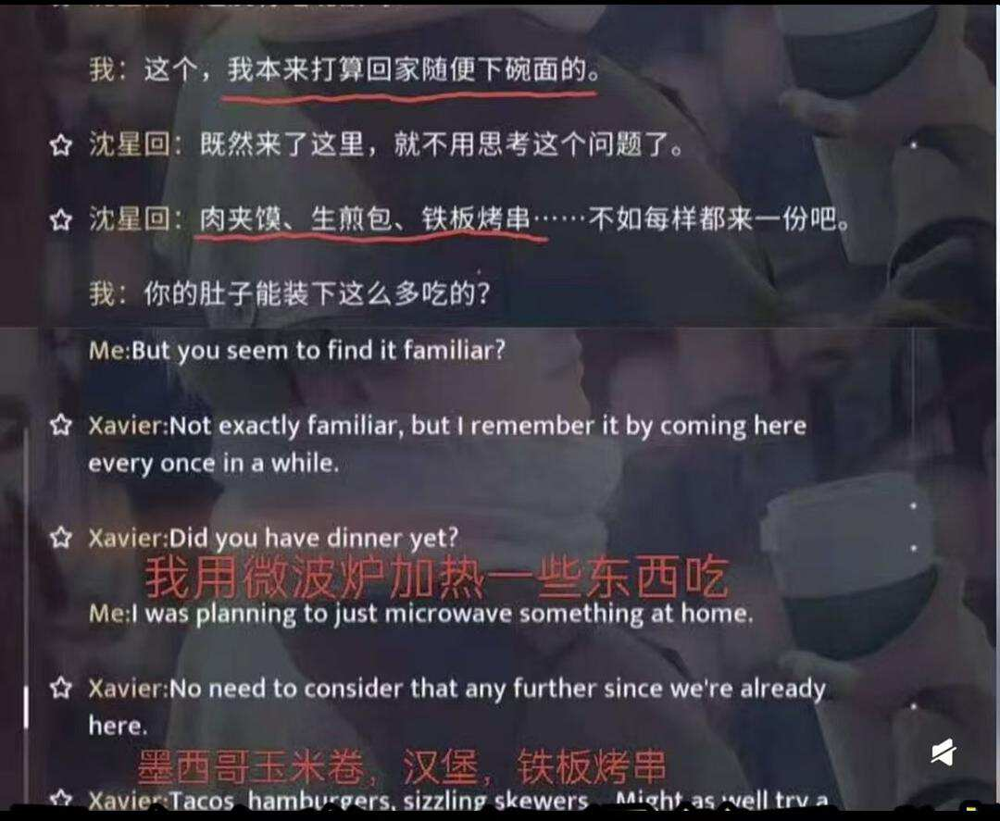 我：这个，我本来打算回家随便下碗面的。
沈星回：既然来了这里，就不用思考这个问题了。
沈星回：肉夹馍、生煎包、铁板烤串……不如每样都来一份吧。
我：你的肚子能装下这么多吃的？
Me:But you seem to find it familiar?
Xavier:Not exactly familiar, but I remember it by coming here
every once in a while.
Xavier:Did you have dinner yet?
我用微波炉加热一些东西吃
Me:I was planning to just microwave something at home.
Xavier:No need to consider that any further since we're already
here.
墨西哥玉米卷，汉堡，铁板烤串
Xavier:Tacos, hamburgers, sizzling skewers... Might as well try a